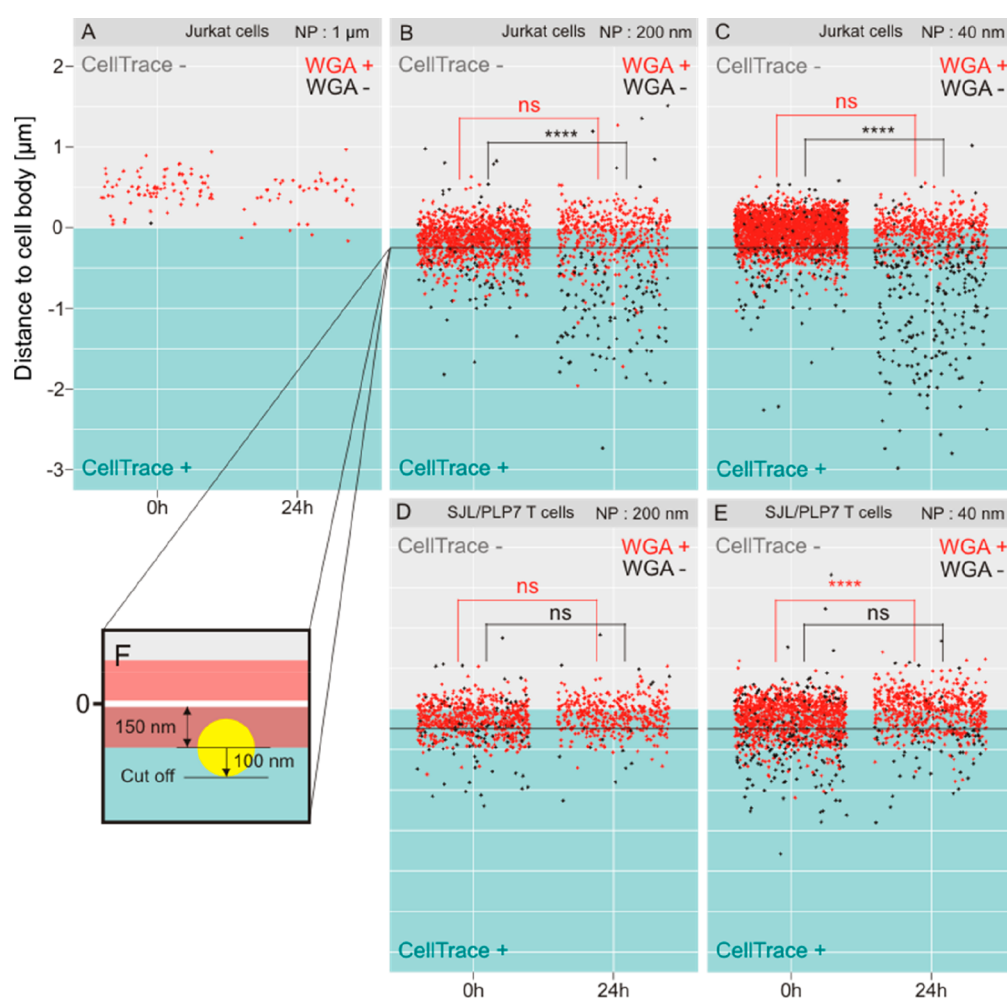 A Jurkat cells NP : 1 µm
B Jurkat cells NP : 200 nm
C Jurkat cells NP : 40 nm
CellTrace - WGA +
WGA -
CellTrace - WGA +
WGA -
CellTrace - WGA +
WGA -
Distance to cell body [µm]
2
1
0
-1
-2
-3
ns
****
ns
****
CellTrace +
CellTrace +
CellTrace +
0h 24h
D SJL/PLP7 T cells NP : 200 nm
E SJL/PLP7 T cells NP : 40 nm
CellTrace - WGA +
WGA -
CellTrace - WGA +
WGA -
ns
ns
****
ns
F
0
150 nm
100 nm
Cut off
CellTrace +
CellTrace +
0h 24h
0h 24h